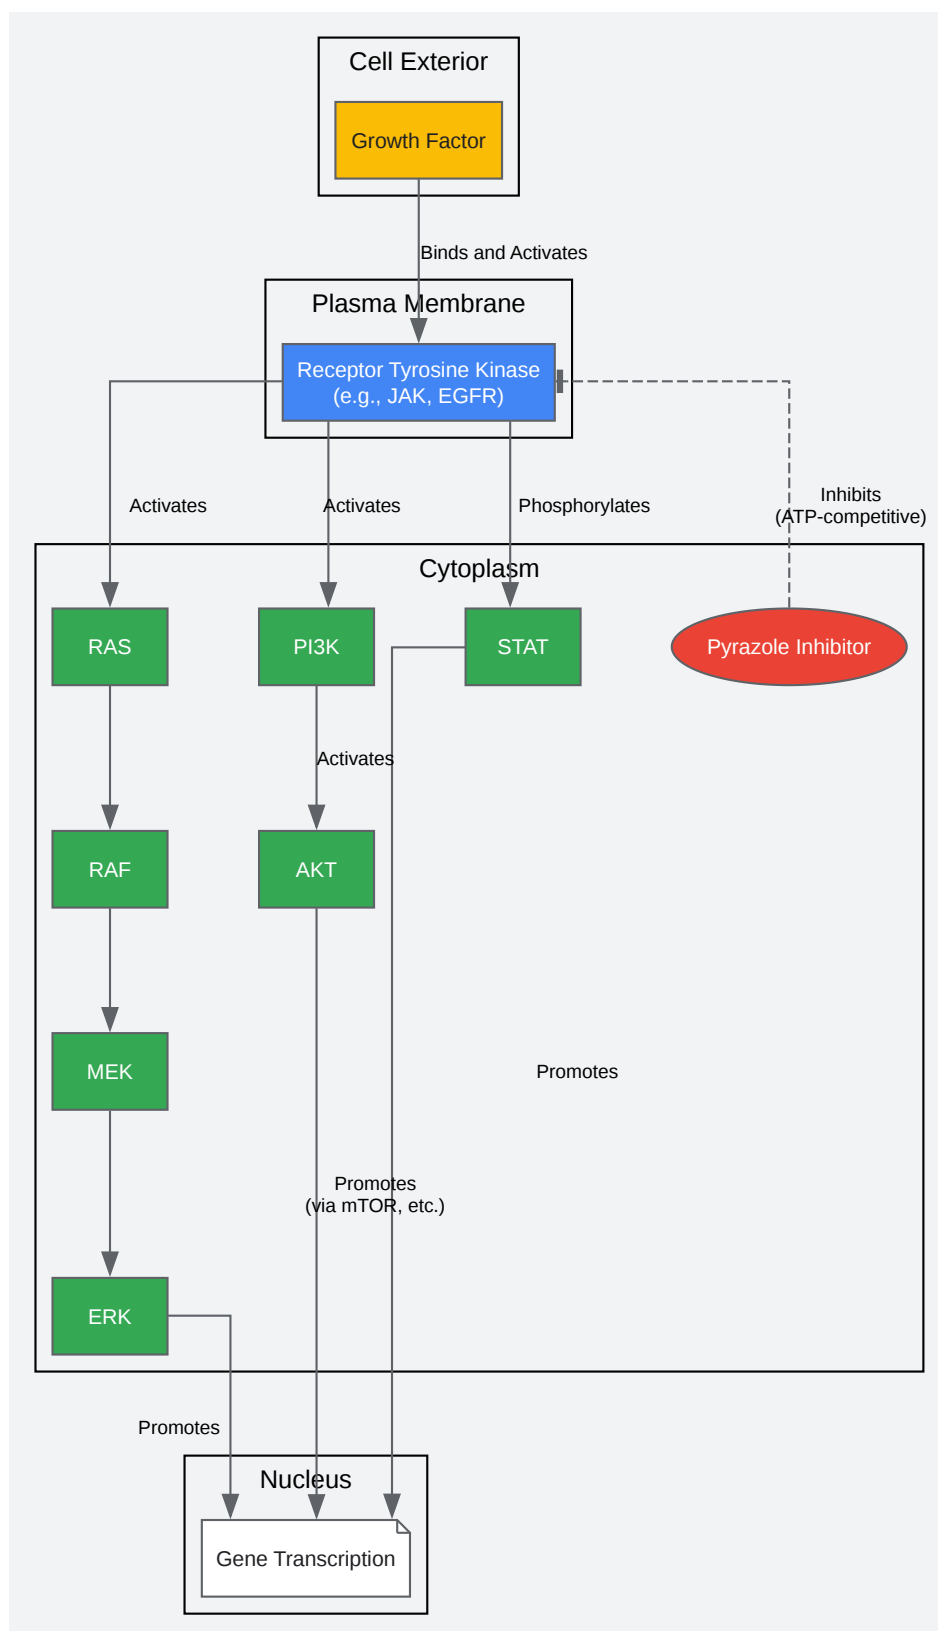 Cell Exterior
Growth Factor
Binds and Activates
Plasma Membrane
Receptor Tyrosine Kinase
(e.g., JAK, EGFR)
Activates
Activates
Phosphorylates
Inhibits
(ATP-competitive)
Cytoplasm
RAS
PI3K
STAT
Pyrazole Inhibitor
Activates
RAF
AKT
MEK
Promotes
Promotes
(via mTOR, etc.)
ERK
Promotes
Nucleus
Gene Transcription